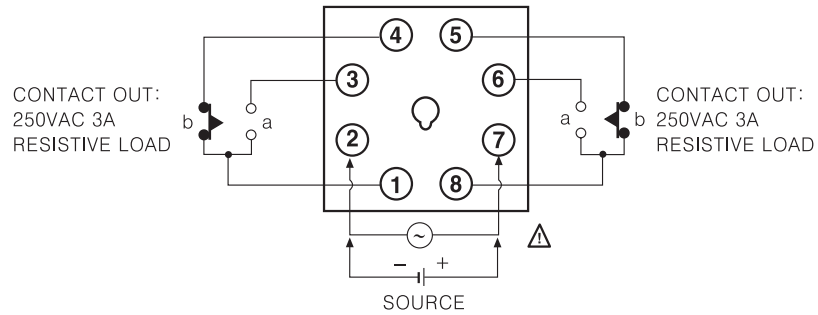 4 5
3 6
CONTACT OUT:
250VAC 3A
RESISTIVE LOAD
b a
a b
CONTACT OUT:
250VAC 3A
RESISTIVE LOAD
2 7
1 8
~
!
− +
SOURCE